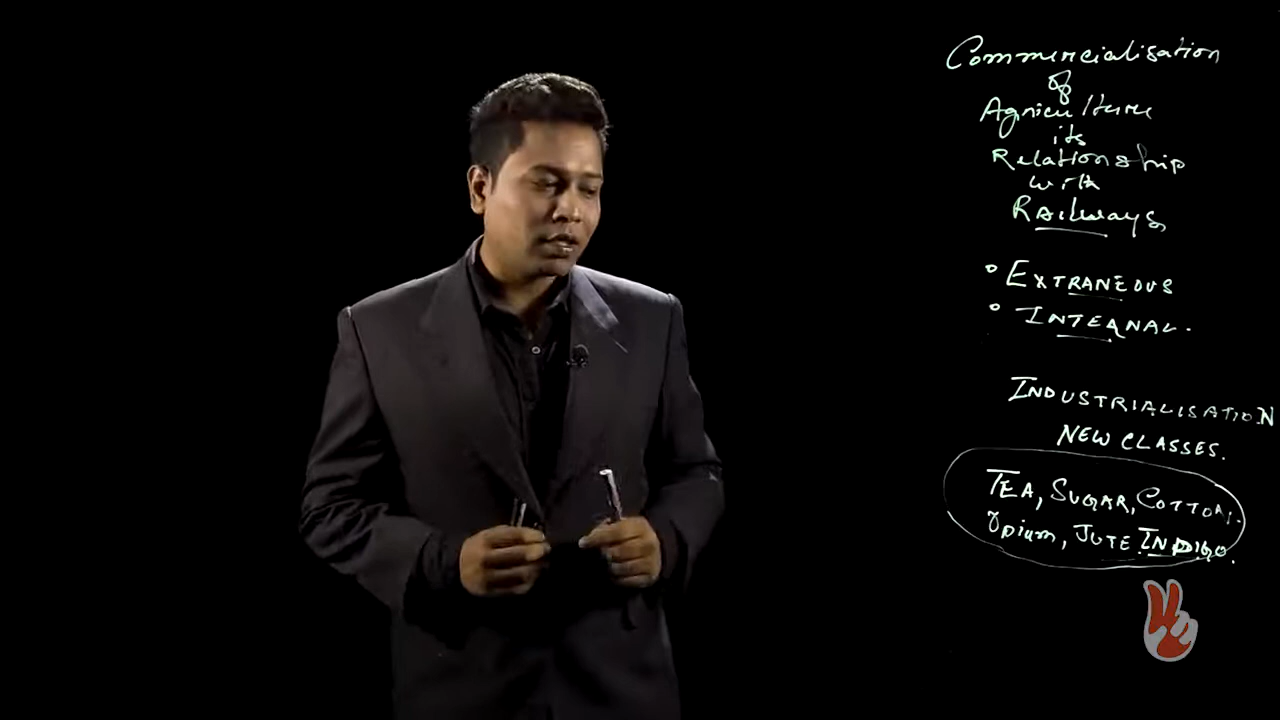 Commercialisation
of
Agriculture
its
Relationship
with
Railways
° EXTRANEOUS
° INTERNAL.
INDUSTRIALISATION
NEW CLASSES.
TEA, SUGAR, COTTON.
Opium, JUTE INDIGO.